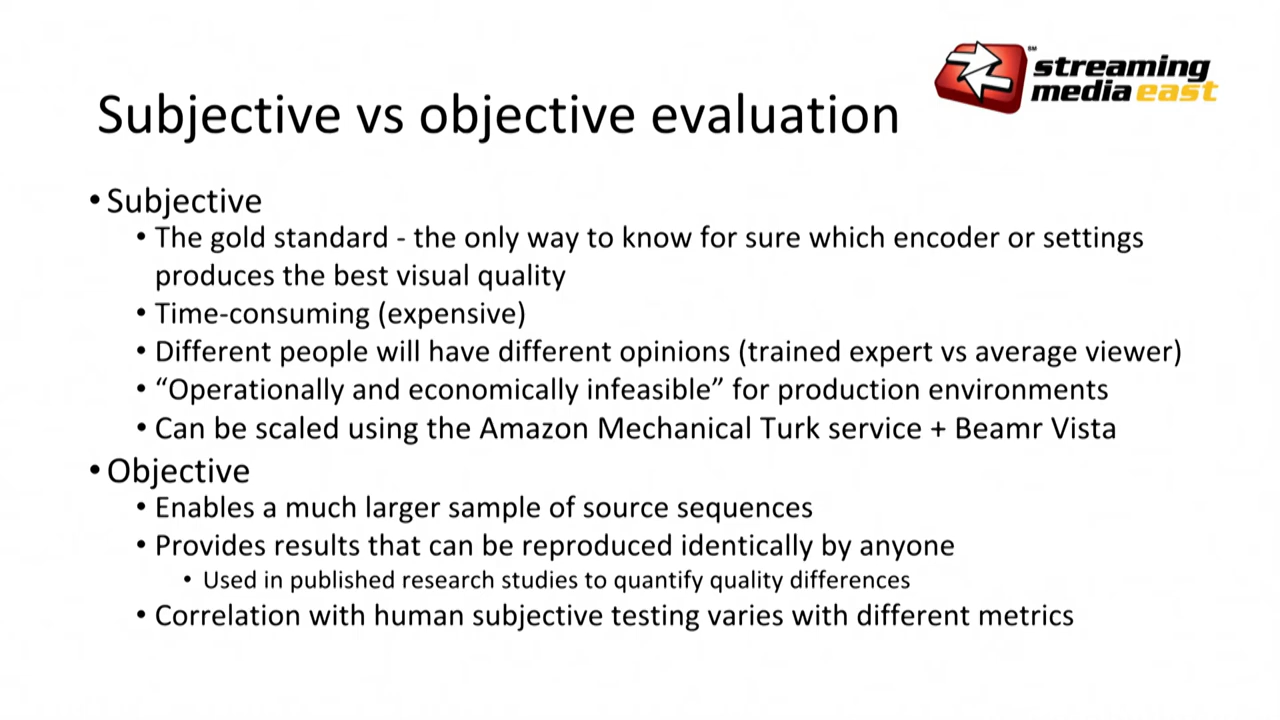 streaming
media east
SM
Subjective vs objective evaluation
• Subjective
• The gold standard - the only way to know for sure which encoder or settings
produces the best visual quality
• Time-consuming (expensive)
• Different people will have different opinions (trained expert vs average viewer)
• “Operationally and economically infeasible” for production environments
• Can be scaled using the Amazon Mechanical Turk service + Beamr Vista
• Objective
• Enables a much larger sample of source sequences
• Provides results that can be reproduced identically by anyone
• Used in published research studies to quantify quality differences
• Correlation with human subjective testing varies with different metrics